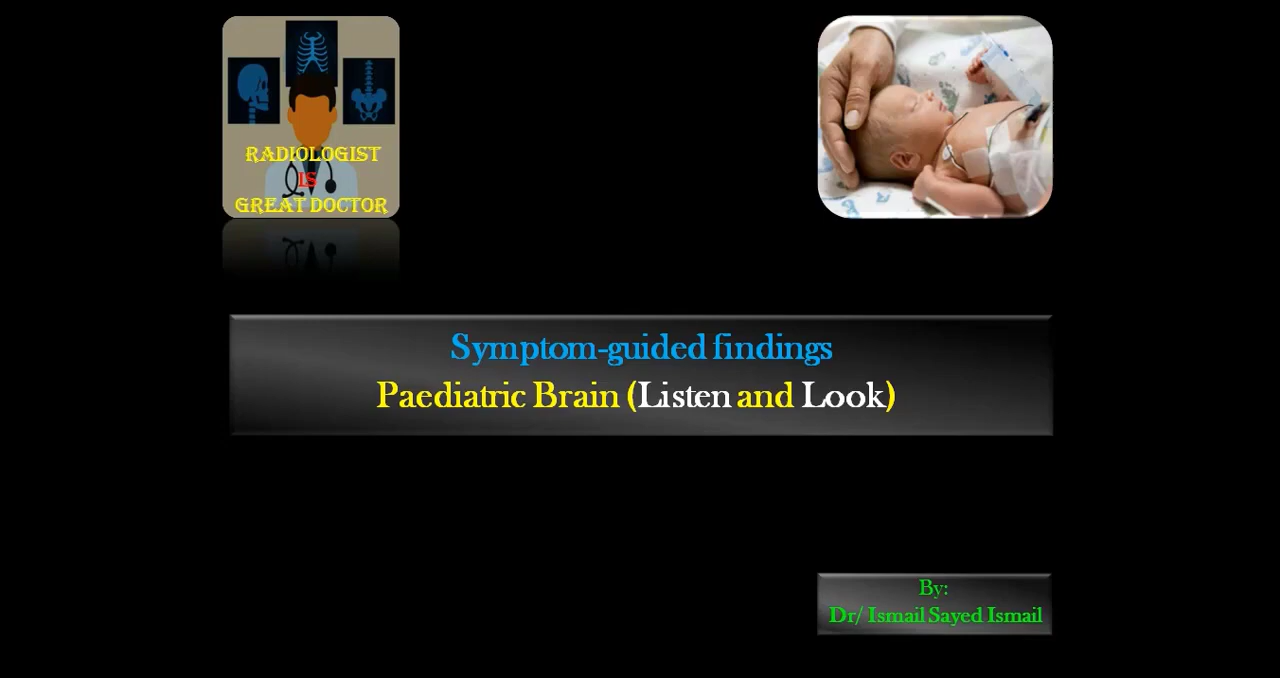 RADIOLOGIST
IS
GREAT DOCTOR
Symptom-guided findings
Paediatric Brain (Listen and Look)
By:
Dr/ Ismail Sayed Ismail